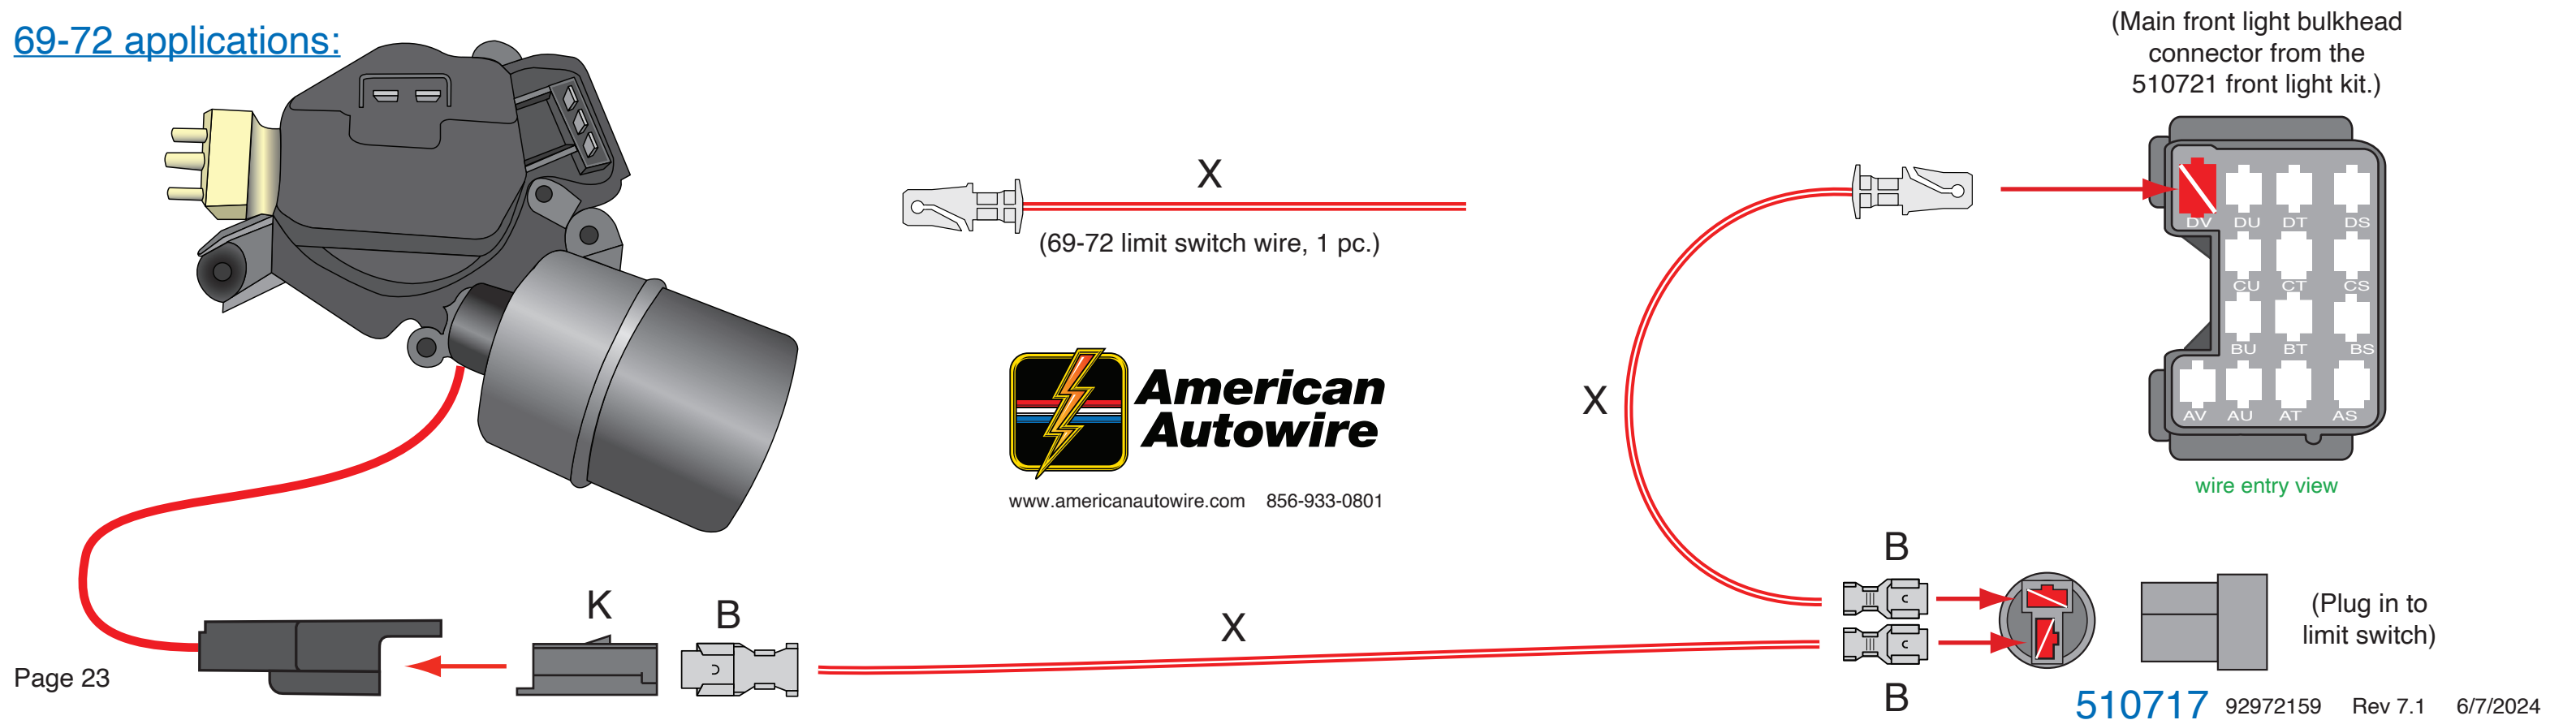 69-72 applications:
X
(69-72 limit switch wire, 1 pc.)
American
Autowire
www.americanautowire.com 856-933-0801
(Main front light bulkhead
connector from the
510721 front light kit.)
DV DU DT DS
CU CT CS
BU BT BS
AV AU AT AS
wire entry view
X
B
(Plug in to
limit switch)
B
X
K
B
Page 23
510717 92972159 Rev 7.1 6/7/2024